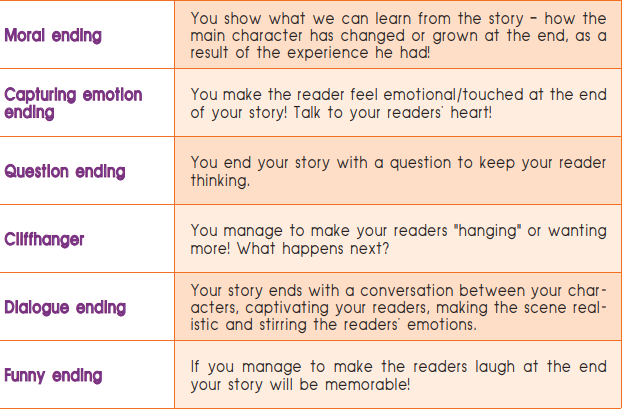 Moral ending
You show what we can learn from the story – how the
main character has changed or grown at the end, as a
result of the experience he had!
Capturing emotion
ending
You make the reader feel emotional/touched at the end
of your story! Talk to your readers' heart!
Question ending
You end your story with a question to keep your reader
thinking.
Cliffhanger
You manage to make your readers "hanging" or wanting
more! What happens next?
Dialogue ending
Your story ends with a conversation between your char-
acters, captivating your readers, making the scene real-
istic and stirring the readers' emotions.
Funny ending
If you manage to make the readers laugh at the end
your story will be memorable!